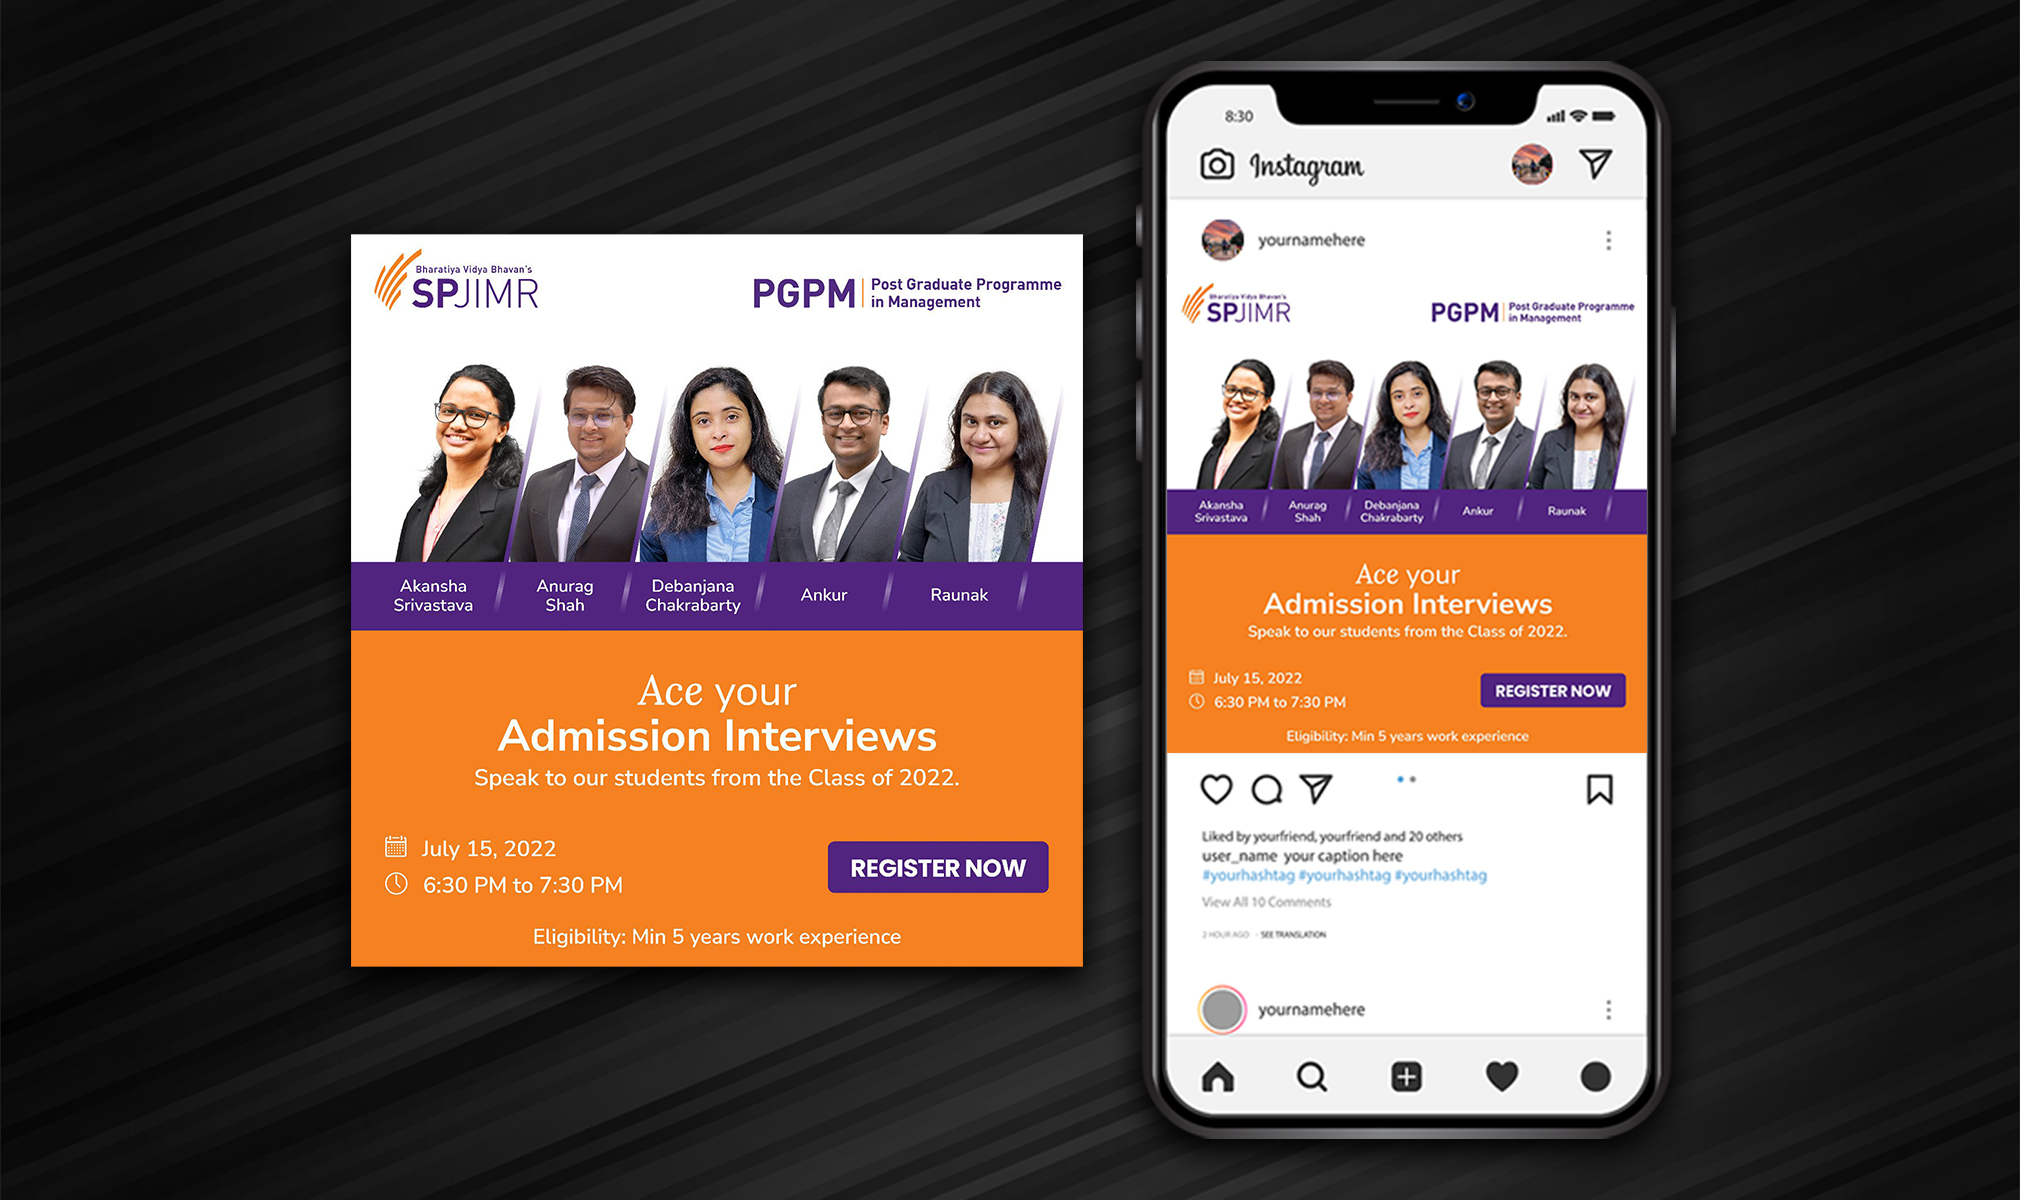 Bharatiya Vidya Bhavan's
SPJIMR
PGPM
Post Graduate Programme
in Management
Akansha
Srivastava
Anurag
Shah
Debanjana
Chakrabarty
Ankur
Raunak
Ace your
Admission Interviews
Speak to our students from the Class of 2022.
July 15, 2022
6:30 PM to 7:30 PM
REGISTER NOW
Eligibility: Min 5 years work experience
8:30
Instagram
yournamehere
Bharatiya Vidya Bhavan's
SPJIMR
PGPM
Post Graduate Programme
in Management
Akansha
Srivastava
Anurag
Shah
Debanjana
Chakrabarty
Ankur
Raunak
Ace your
Admission Interviews
Speak to our students from the Class of 2022.
July 15, 2022
6:30 PM to 7:30 PM
REGISTER NOW
Eligibility: Min 5 years work experience
Liked by yourfriend, yourfriend and 20 others
user_name your caption here
#yourhashtag #yourhashtag #yourhashtag
View All 10 Comments
2 HOUR AGO - SEE TRANSLATION
yournamehere